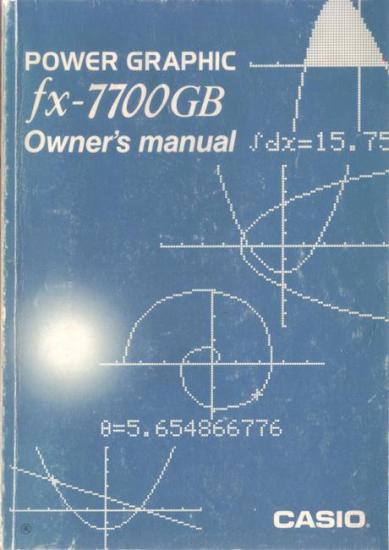 POWER GRAPHIC
fx-7700GB
Owner's manual
∫dx=15.75
θ=5.654866776
CASIO